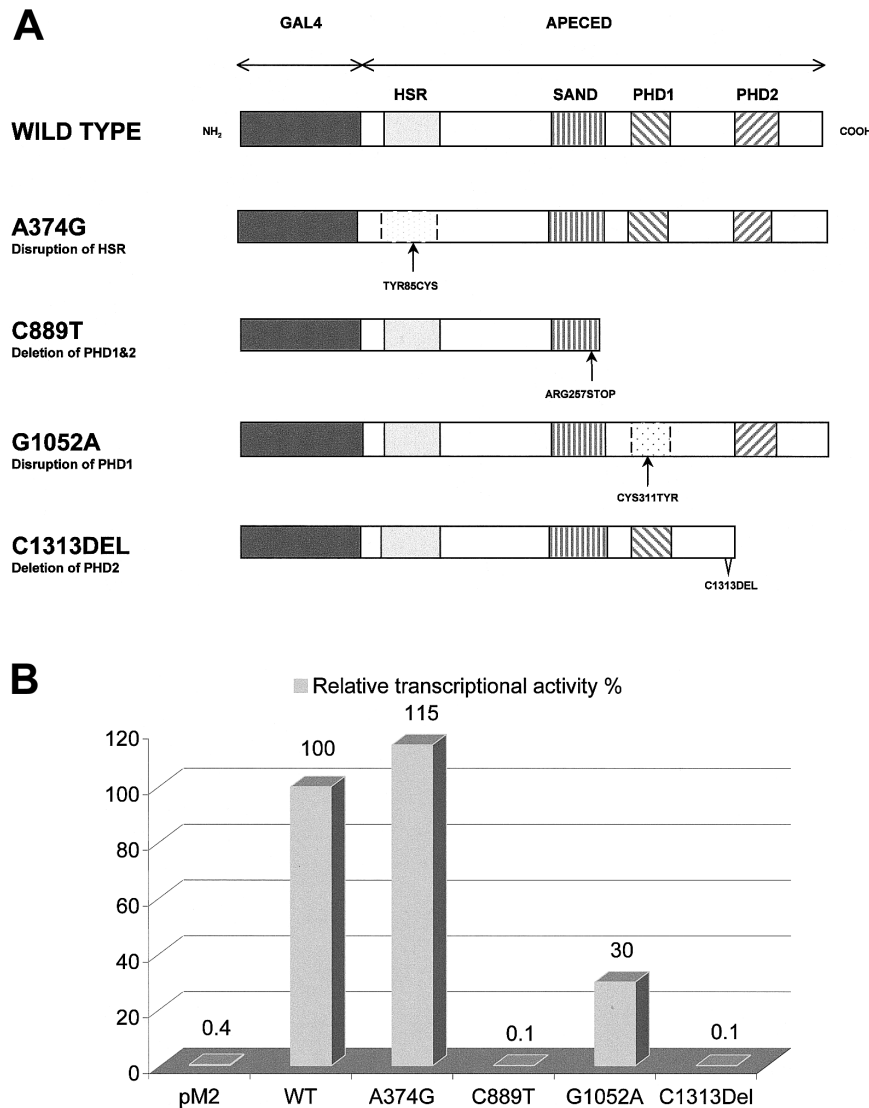 A
GAL4 APECED
HSR SAND PHD1 PHD2
WILD TYPE NH2 COOH
A374G
Disruption of HSR
TYR85CYS
C889T
Deletion of PHD1&2
ARG257STOP
G1052A
Disruption of PHD1
CYS311TYR
C1313DEL
Deletion of PHD2
C1313DEL
B
Relative transcriptional activity %
115
100
120
100
80
60
40
30
20
0.4
0.1
0.1
0
pM2 WT A374G C889T G1052A C1313Del